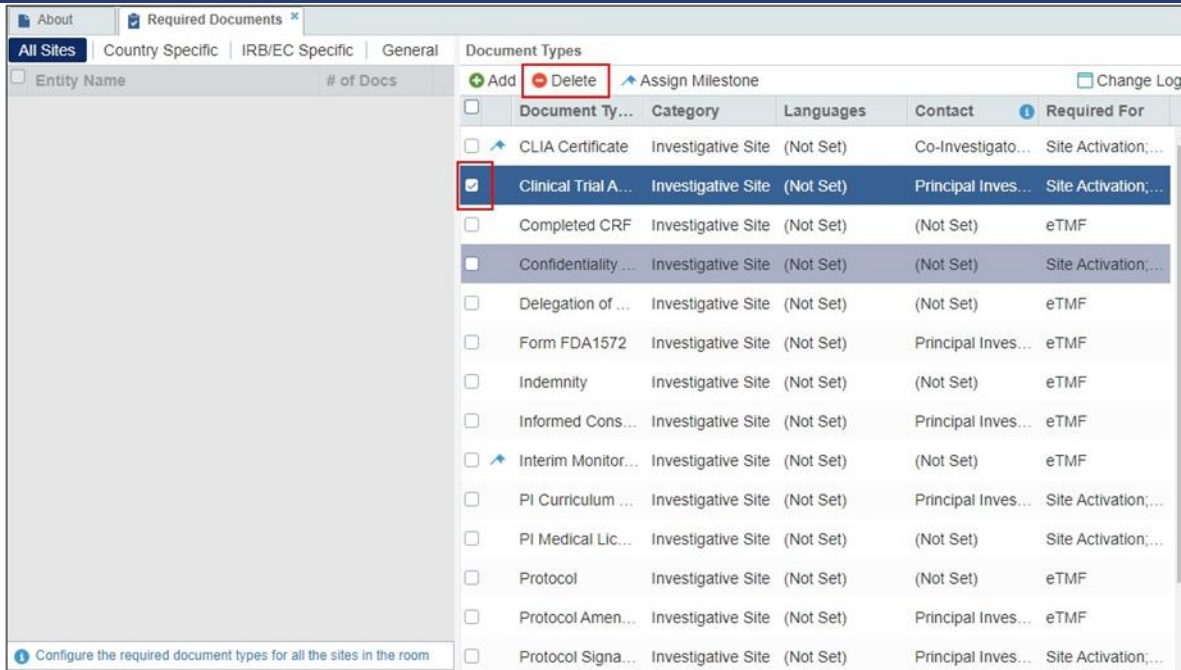 About Required Documents ×
All Sites Country Specific IRB/EC Specific General
Entity Name # of Docs
Configure the required document types for all the sites in the room
Document Types
Add Delete Assign Milestone Change Log
Document Ty... Category Languages Contact Required For
CLIA Certificate Investigative Site (Not Set) Co-Investigato... Site Activation;...
Clinical Trial A... Investigative Site (Not Set) Principal Inves... Site Activation;...
Completed CRF Investigative Site (Not Set) (Not Set) eTMF
Confidentiality ... Investigative Site (Not Set) (Not Set) Site Activation;...
Delegation of ... Investigative Site (Not Set) (Not Set) eTMF
Form FDA1572 Investigative Site (Not Set) Principal Inves... eTMF
Indemnity Investigative Site (Not Set) (Not Set) eTMF
Informed Cons... Investigative Site (Not Set) Principal Inves... eTMF
Interim Monitor... Investigative Site (Not Set) (Not Set) eTMF
PI Curriculum ... Investigative Site (Not Set) Principal Inves... Site Activation;...
PI Medical Lic... Investigative Site (Not Set) (Not Set) Site Activation;...
Protocol Investigative Site (Not Set) (Not Set) eTMF
Protocol Amen... Investigative Site (Not Set) Principal Inves... eTMF
Protocol Signa... Investigative Site (Not Set) Principal Inves... Site Activation;...